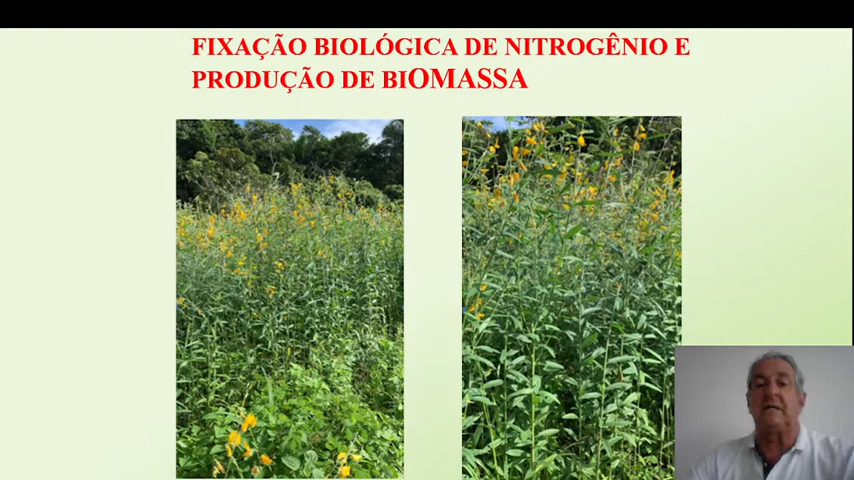 FIXAÇÃO BIOLÓGICA DE NITROGÊNIO E
PRODUÇÃO DE BIOMASSA